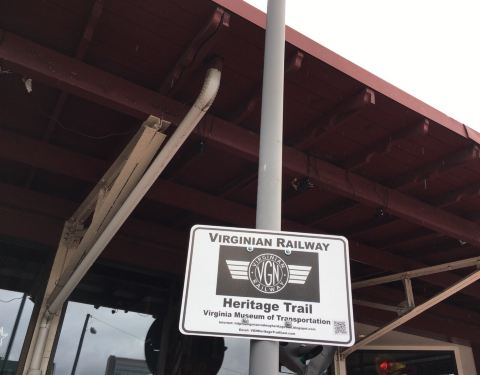 VIRGINIAN RAILWAY
VIRGINIAN
VGN
RAILWAY
Heritage Trail
Virginia Museum of Transportation